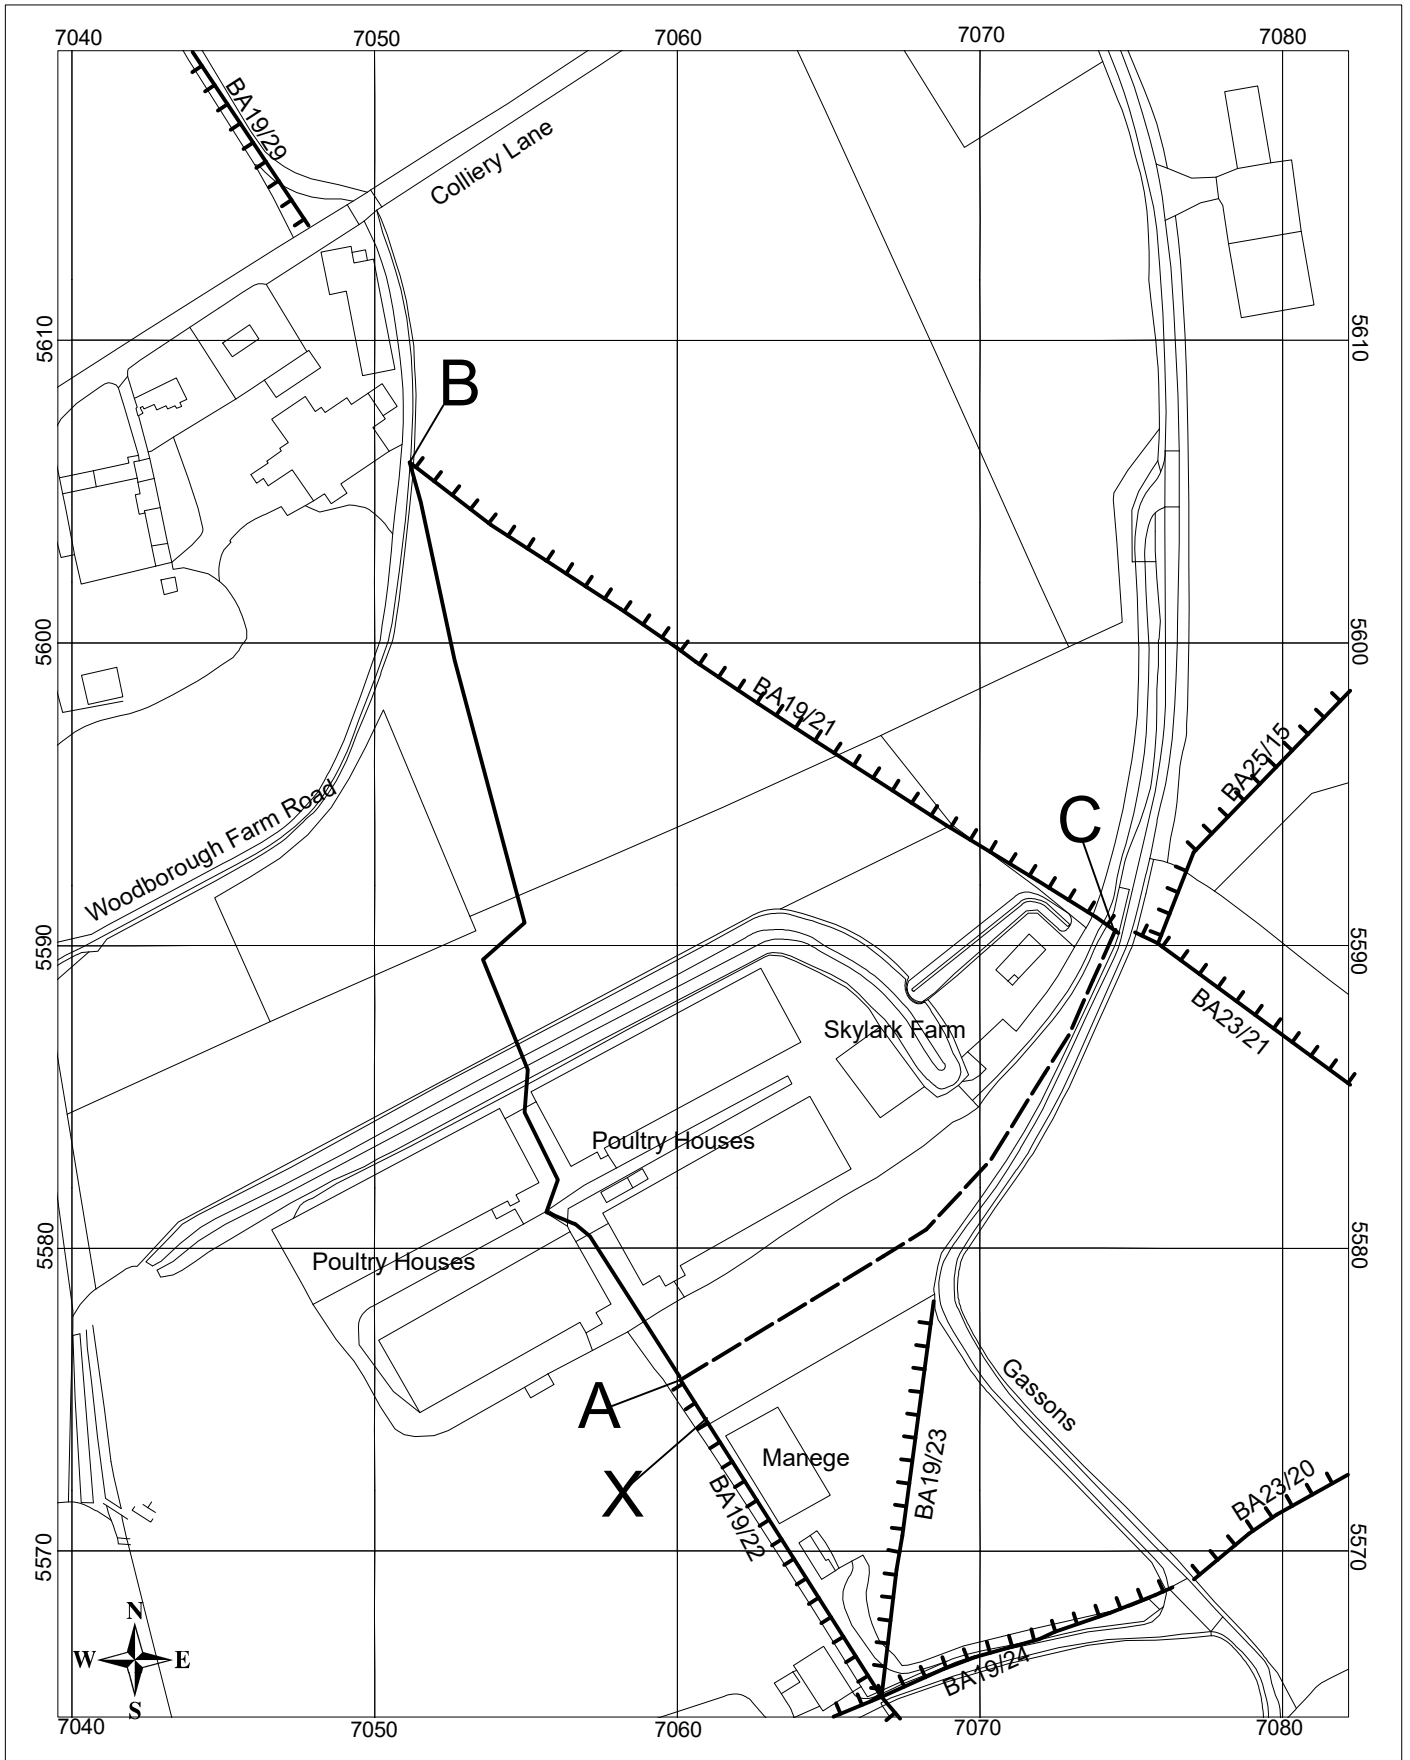 7040 7050 7060 7070 7080
BA19/29
Colliery Lane
5610
5610
B
5600
5600
BA19/21
BA25/15
C
Woodborough Farm Road
5590
5590
BA23/21
Skylark Farm
Poultry Houses
5580
5580
Poultry Houses
A
Gassons
Manege
X
BA19/22
BA19/23
BA23/20
5570
5570
N
W E
S
BA19/24
7040 7050 7060 7070 7080